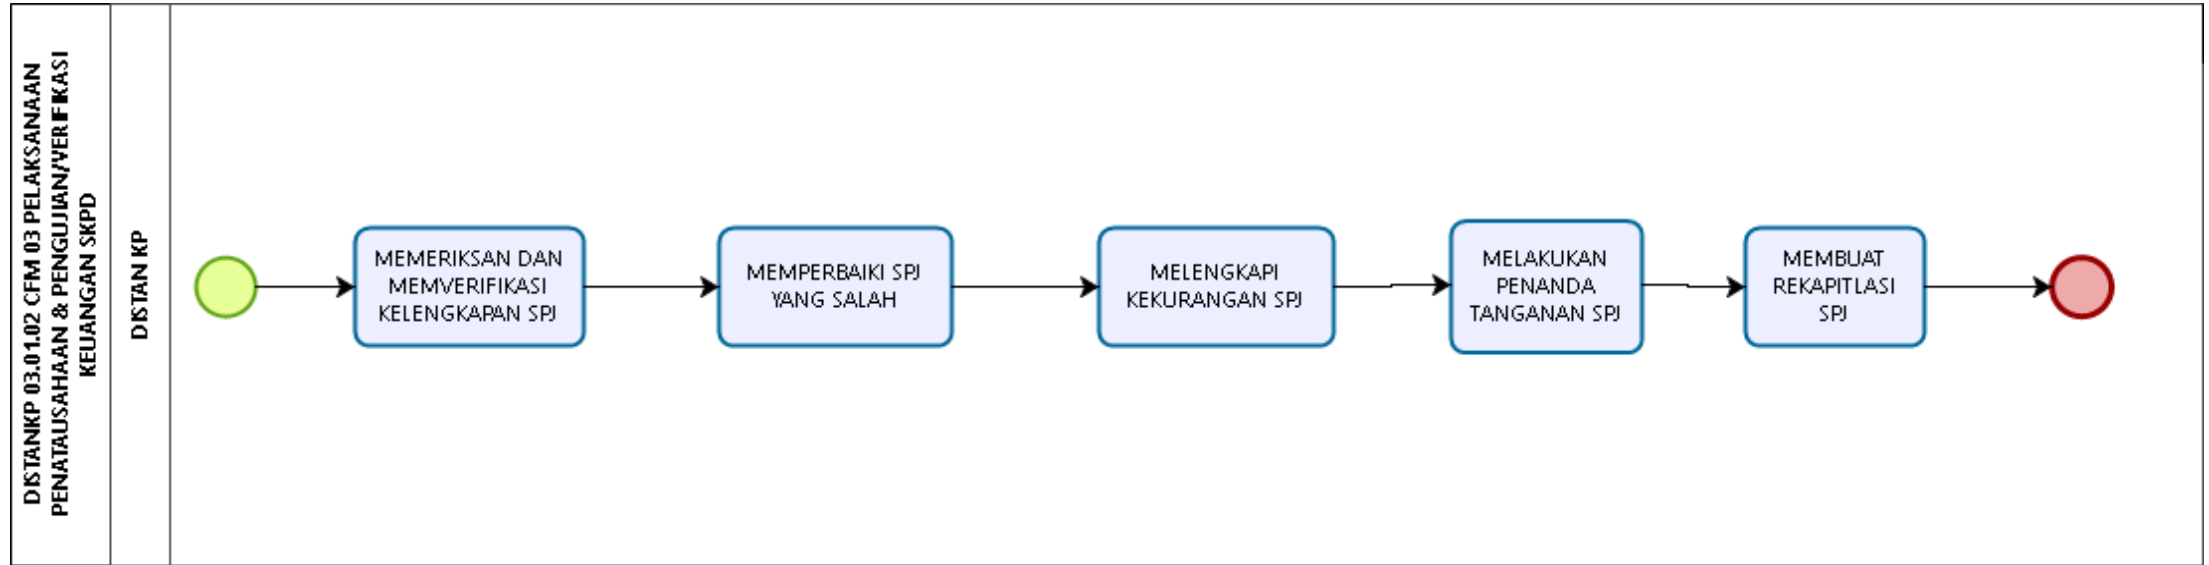 DISTANKP 03.01.02 CFM 03 PELAKSANAAN
PENATAUSAHAAN & PENGUJIAN/VERIFIKASI
KEUANGAN SKPD
DISTAN KP
MEMERIKSAN DAN
MEMVERIFIKASI
KELENGKAPAN SPJ
MEMPERBAIKI SPJ
YANG SALAH
MELENGKAPI
KEKURANGAN SPJ
MELAKUKAN
PENANDA
TANGANAN SPJ
MEMBUAT
REKAPITLASI
SPJ